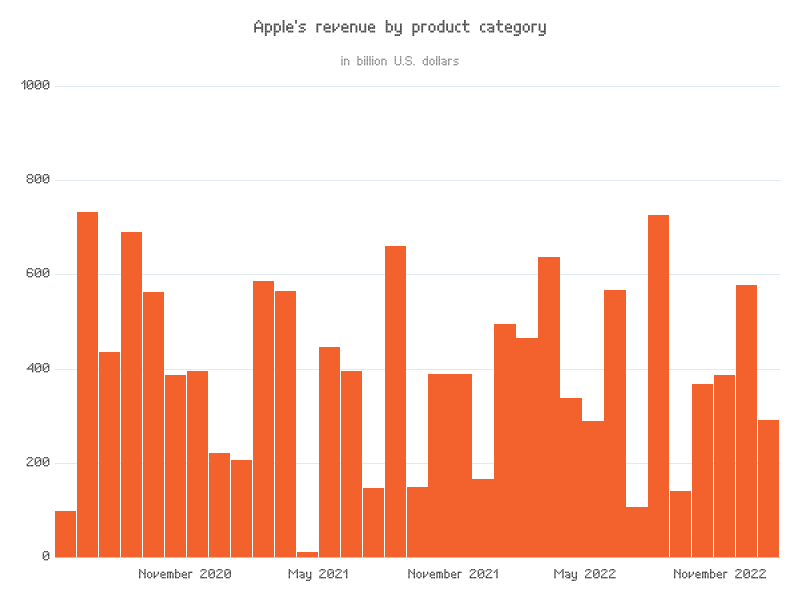 Apple's revenue by product category
in billion U.S. dollars
1000
800
600
400
200
0
November 2020 May 2021 November 2021 May 2022 November 2022